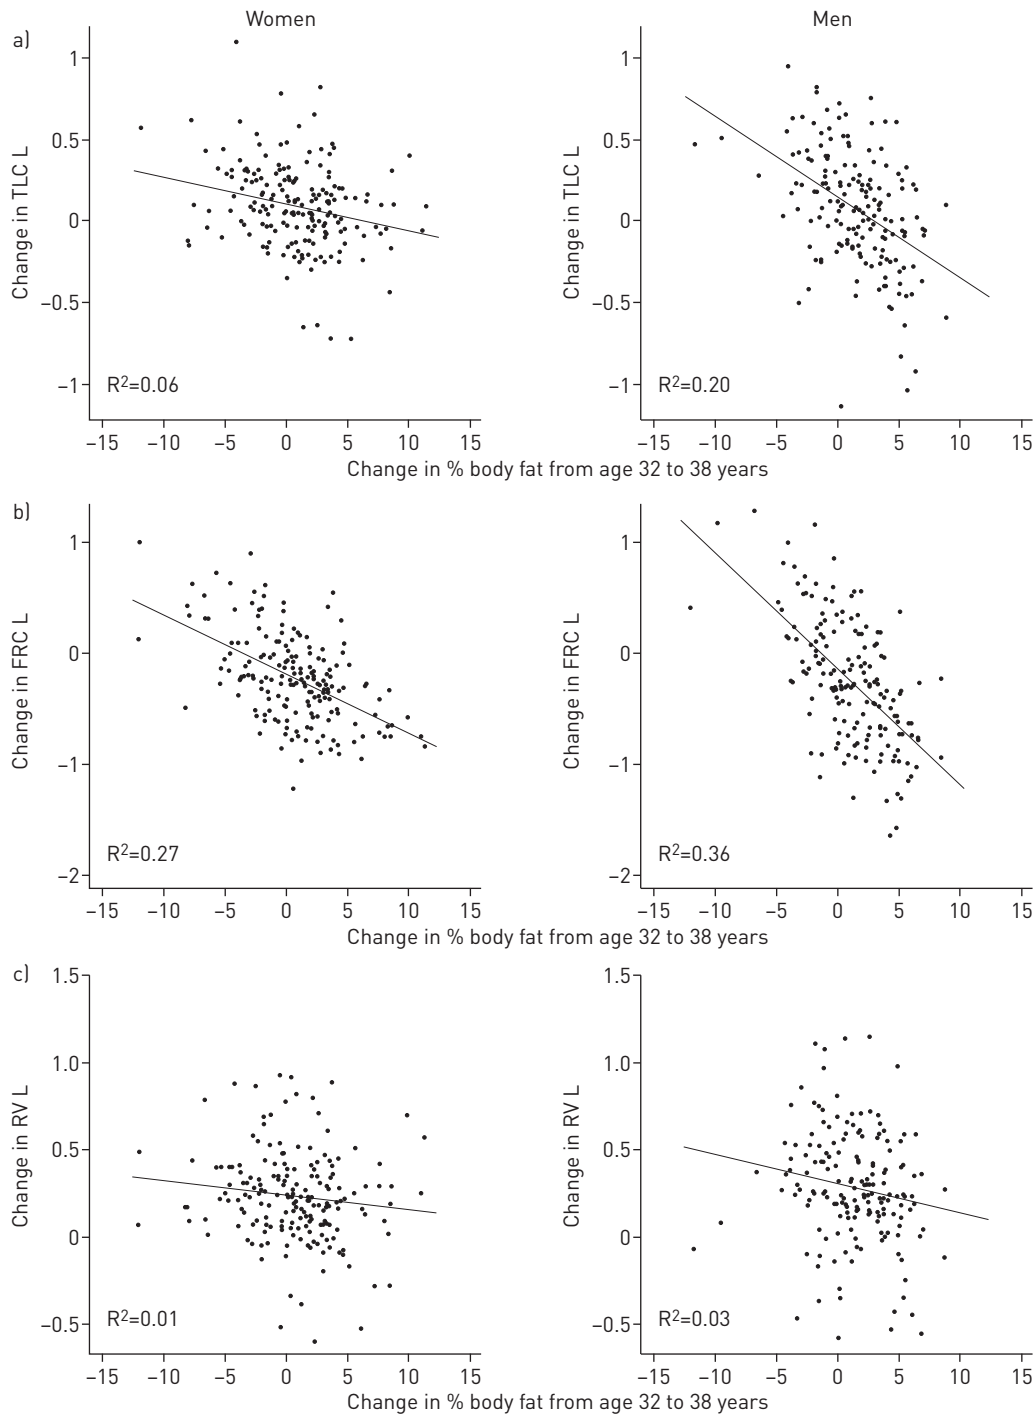 Women Men
a)
1 1
0.5 0.5
0 0
–0.5 –0.5
–1 –1
Change in TLC L Change in TLC L
R²=0.06 R²=0.20
–15 –10 –5 0 5 10 15 –15 –10 –5 0 5 10 15
Change in % body fat from age 32 to 38 years
b)
1 1
0 0
–1 –1
–2 –2
Change in FRC L Change in FRC L
R²=0.27 R²=0.36
–15 –10 –5 0 5 10 15 –15 –10 –5 0 5 10 15
Change in % body fat from age 32 to 38 years
c)
1.5 1.5
1.0 1.0
0.5 0.5
0 0
–0.5 –0.5
Change in RV L Change in RV L
R²=0.01 R²=0.03
–15 –10 –5 0 5 10 15 –15 –10 –5 0 5 10 15
Change in % body fat from age 32 to 38 years